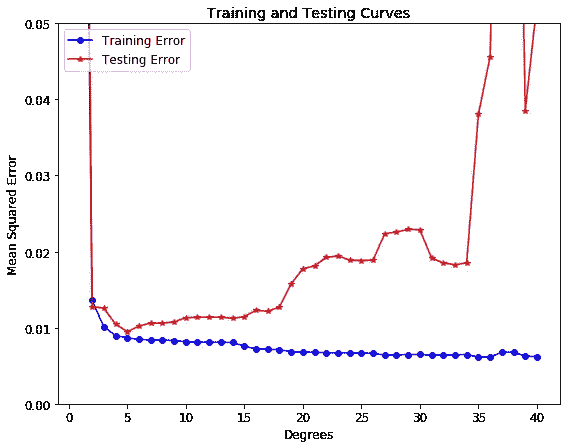 Training and Testing Curves
Training Error
Testing Error
Mean Squared Error
0.05
0.04
0.03
0.02
0.01
0.00
0 5 10 15 20 25 30 35 40
Degrees